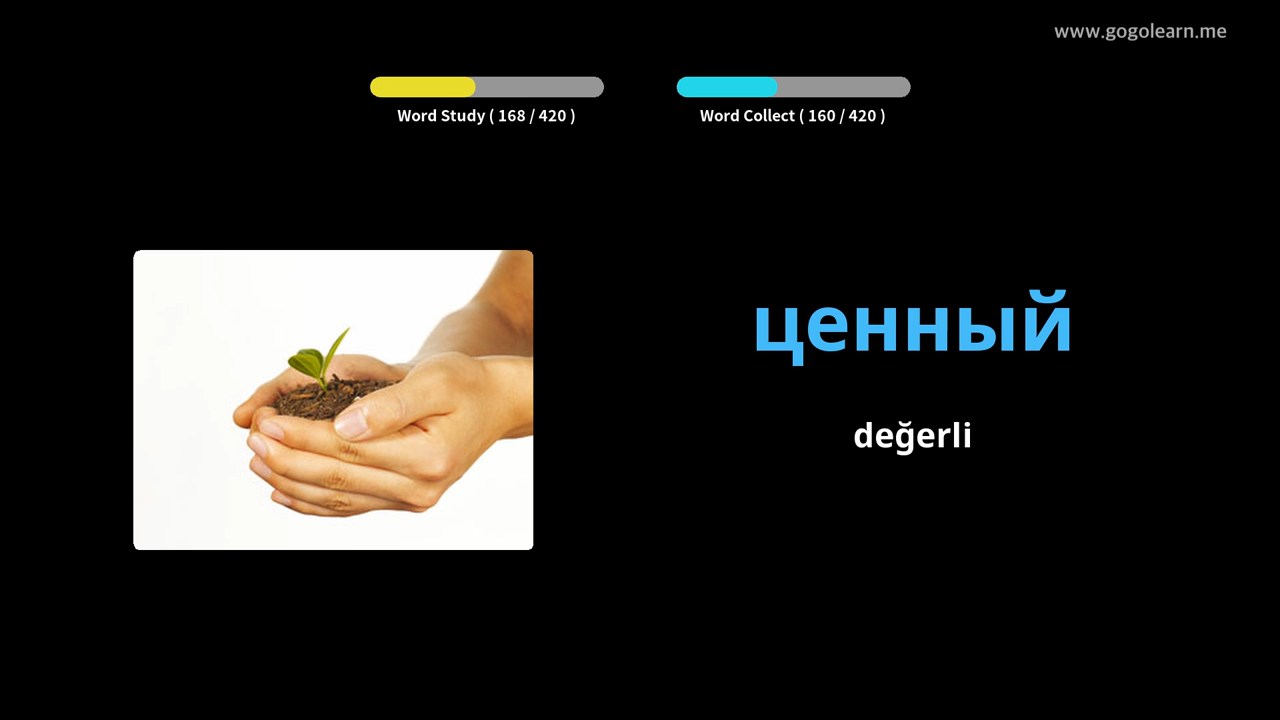 www.gogolearn.me
Word Study ( 168 / 420 )
Word Collect ( 160 / 420 )
ценный
değerli